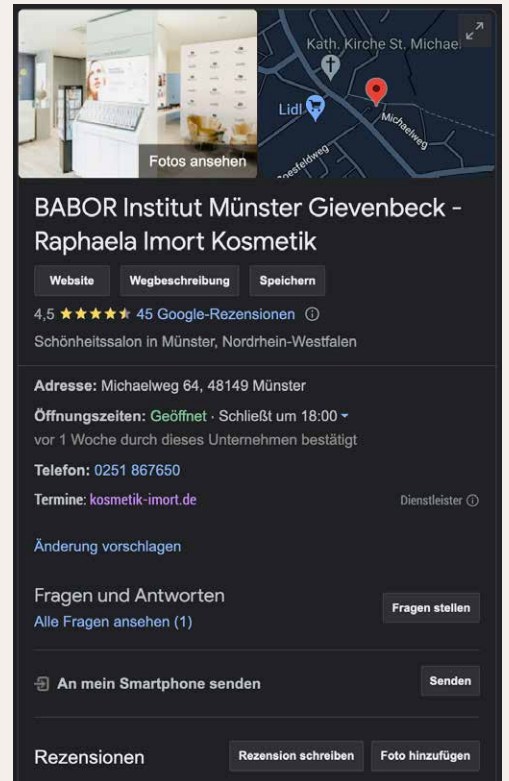 Kath. Kirche St. Michael
Lidl
Michaelweg
oesfeldweg
Fotos ansehen
BABOR Institut Münster Gievenbeck -
Raphaela Imort Kosmetik
Website Wegbeschreibung Speichern
4,5 45 Google-Rezensionen
Schönheitssalon in Münster, Nordrhein-Westfalen
Adresse: Michaelweg 64, 48149 Münster
Öffnungszeiten: Geöffnet · Schließt um 18:00
vor 1 Woche durch dieses Unternehmen bestätigt
Telefon: 0251 867650
Termine: kosmetik-imort.de Dienstleister
Änderung vorschlagen
Fragen und Antworten
Alle Fragen ansehen (1)
Fragen stellen
An mein Smartphone senden Senden
Rezensionen Rezension schreiben Foto hinzufügen